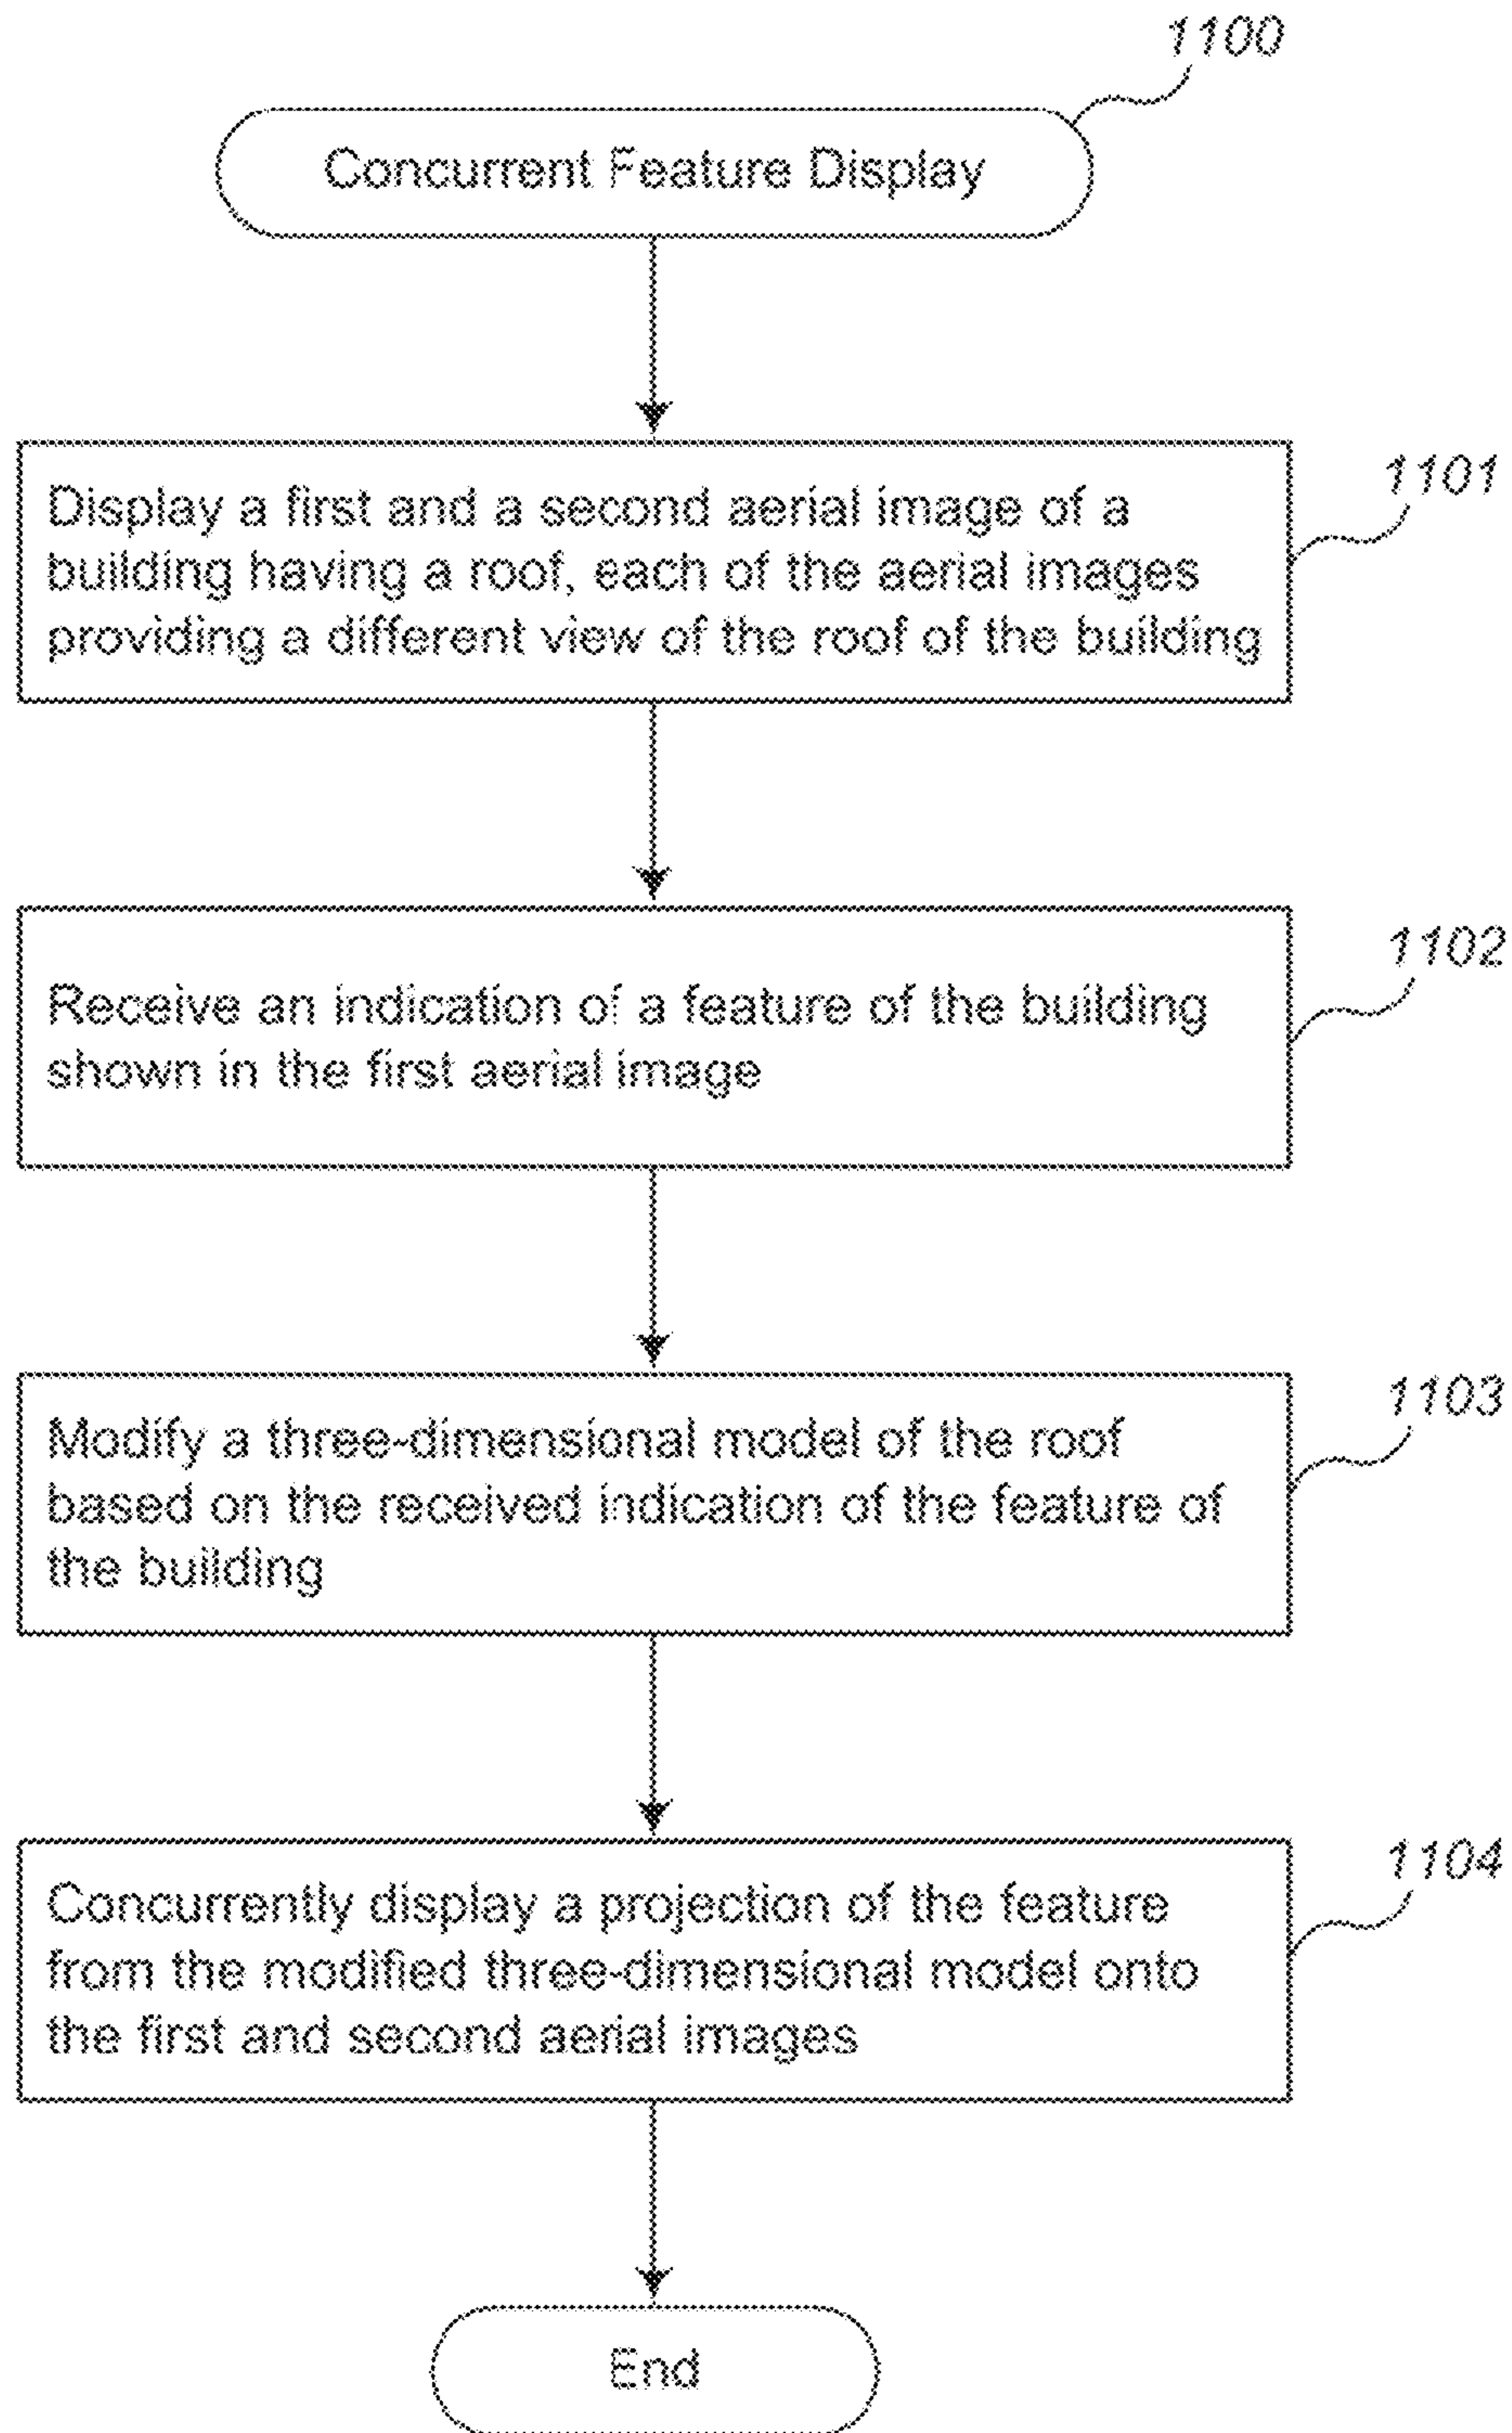 1100
Concurrent Feature Display
1101
Display a first and a second aerial image of a
building having a roof, each of the aerial images
providing a different view of the roof of the building
1102
Receive an indication of a feature of the building
shown in the first aerial image
1103
Modify a three-dimensional model of the roof
based on the received indication of the feature of
the building
1104
Concurrently display a projection of the feature
from the modified three-dimensional model onto
the first and second aerial images
End